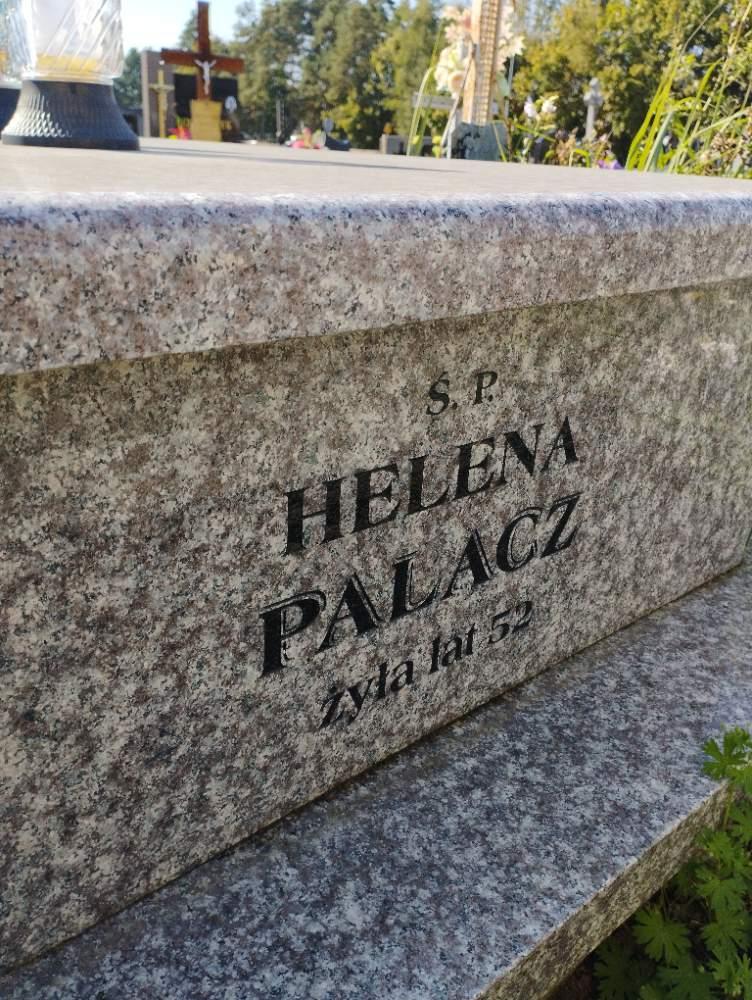 Ś. P.
HELENA
PALACZ
żyła lat 52